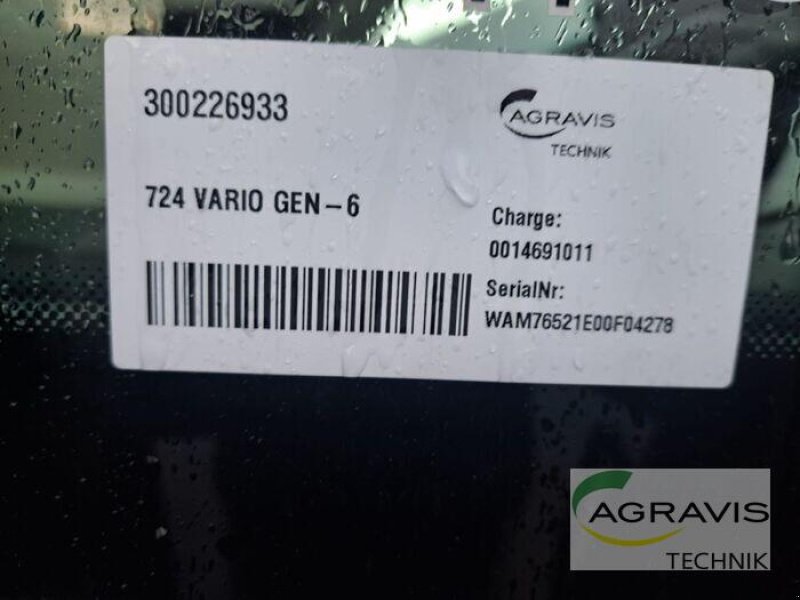 300226933
AGRAVIS
TECHNIK
724 VARIO GEN-6
Charge:
0014691011
SerialNr:
WAM76521E00F04278
AGRAVIS
TECHNIK